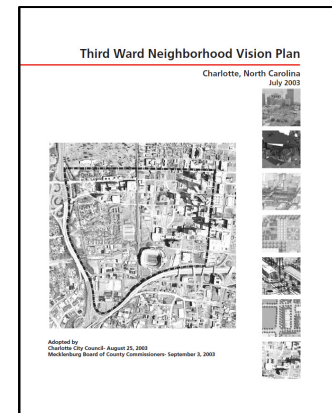 Third Ward Neighborhood Vision Plan
Charlotte, North Carolina
July 2003
Adopted by
Charlotte City Council- August 25, 2003
Mecklenburg Board of County Commissioners- September 3, 2003